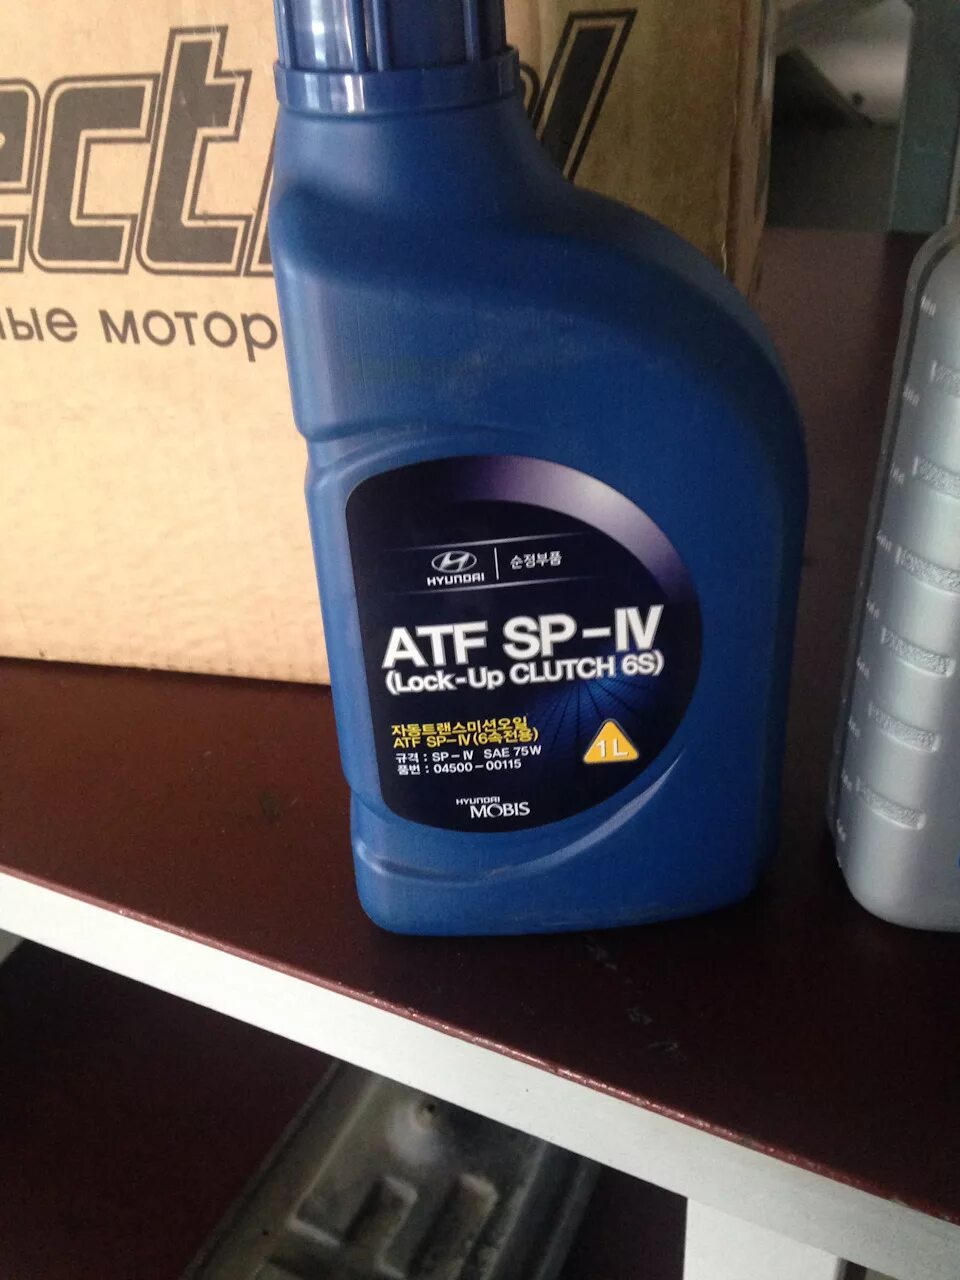 ect
ные мотор
HYUNDAI 순정부품
ATF SP-IV
(Lock-Up CLUTCH 6S)
자동트랜스미션오일
ATF SP-IV(6속전용)
규격 : SP-IV SAE 75W
품번 : 04500-00115
1L
HYUNDAI
MOBIS